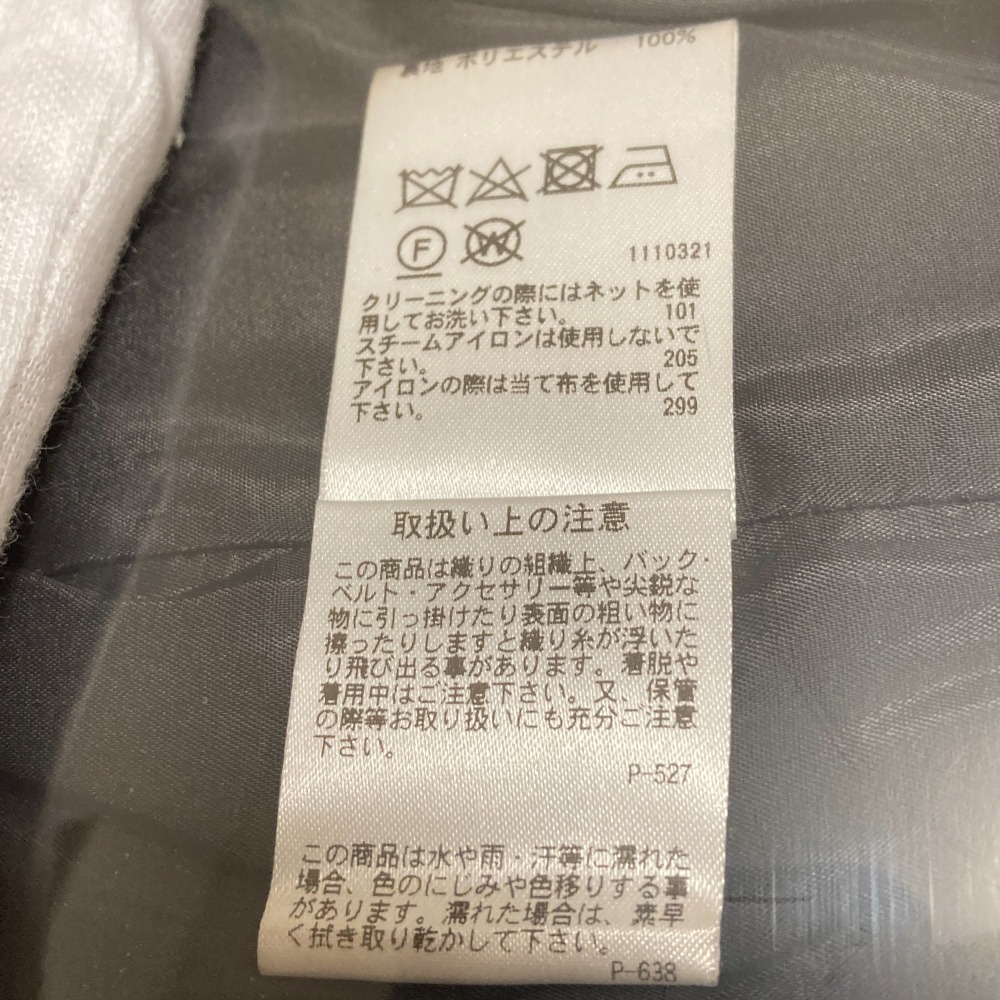 裏地 ポリエステル 100%
F W
1110321
クリーニングの際にはネットを使
用してお洗い下さい。 101
スチームアイロンは使用しないで
下さい。 205
アイロンの際は当て布を使用して
下さい。 299
取扱い上の注意
この商品は織りの組織上、バック・
ベルト・アクセサリー等や尖鋭な
物に引っ掛けたり表面の粗い物に
擦ったりしますと織り糸が浮いた
り飛び出る事があります。着脱や
着用中はご注意下さい。又、保管
の際等お取り扱いにも充分ご注意
下さい。
P-527
この商品は水や雨・汗等に濡れた
場合、色のにじみや色移りする事
があります。濡れた場合は、素早
く拭き取り乾かして下さい。
P-638